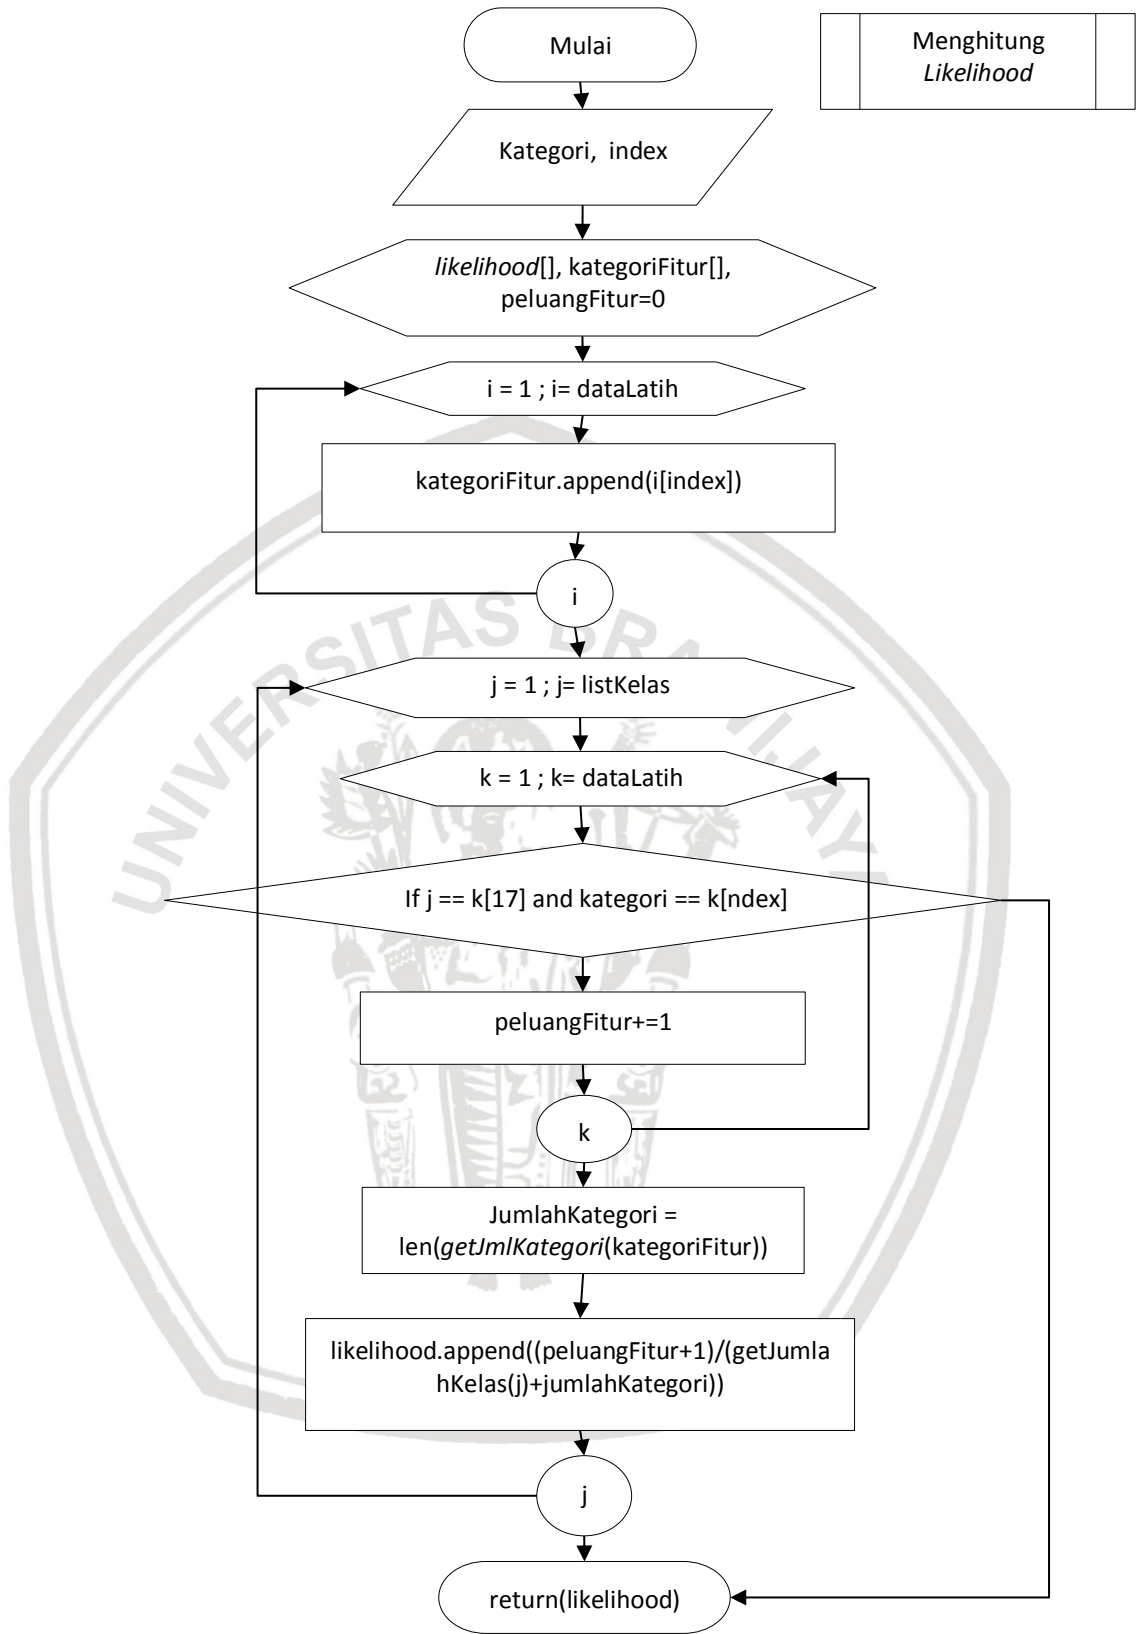 Mulai
Menghitung
Likelihood
Kategori, index
likelihood[], kategoriFitur[],
peluangFitur=0
i = 1 ; i= dataLatih
kategoriFitur.append(i[index])
i
UNIVERSITAS BRAWIJAYA
j = 1 ; j= listKelas
k = 1 ; k= dataLatih
If j == k[17] and kategori == k[ndex]
peluangFitur+=1
k
JumlahKategori =
len(getJmlKategori(kategoriFitur))
likelihood.append((peluangFitur+1)/(getJumla
hKelas(j)+jumlahKategori))
j
return(likelihood)